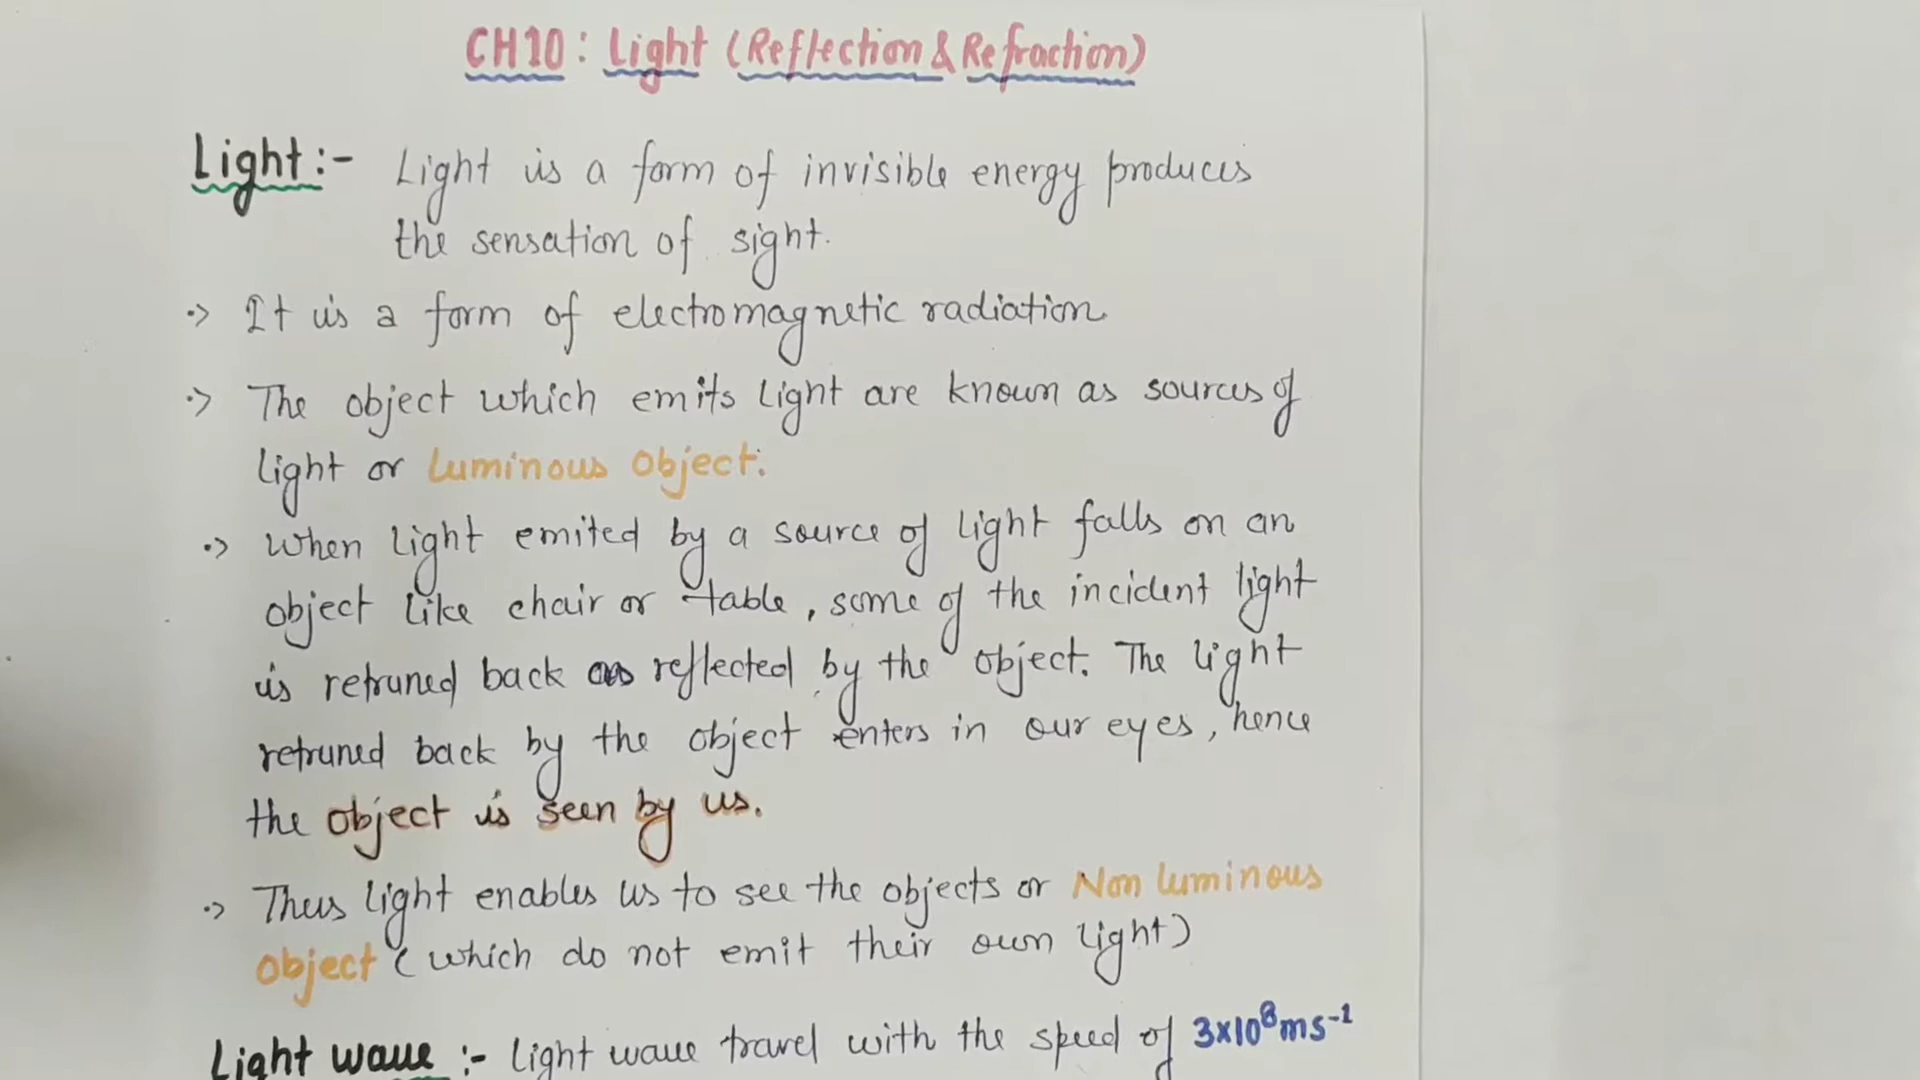 CH10: Light (Reflection & Refraction)
Light:- Light is a form of invisible energy produces
the sensation of sight.
·> It is a form of electromagnetic radiation.
·> The object which emits light are known as sources of
light or Luminous Object.
·> When light emited by a source of light falls on an
object like chair or table, some of the incident light
is retruned back as reflected by the object. The light
retruned back by the object enters in our eyes, hence
the object is seen by us.
·> Thus light enables us to see the objects or Non luminous
object (which do not emit their own light)
Light wave :- Light wave travel with the speed of 3x10⁸ms⁻¹